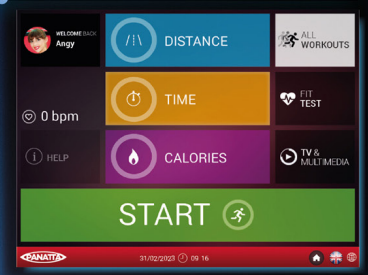 WELCOME BACK
Angy
DISTANCE
ALL
WORKOUTS
0 bpm
TIME
FIT
TEST
HELP
CALORIES
TV &
MULTIMEDIA
START
PANATTA
31/02/2023 09 16